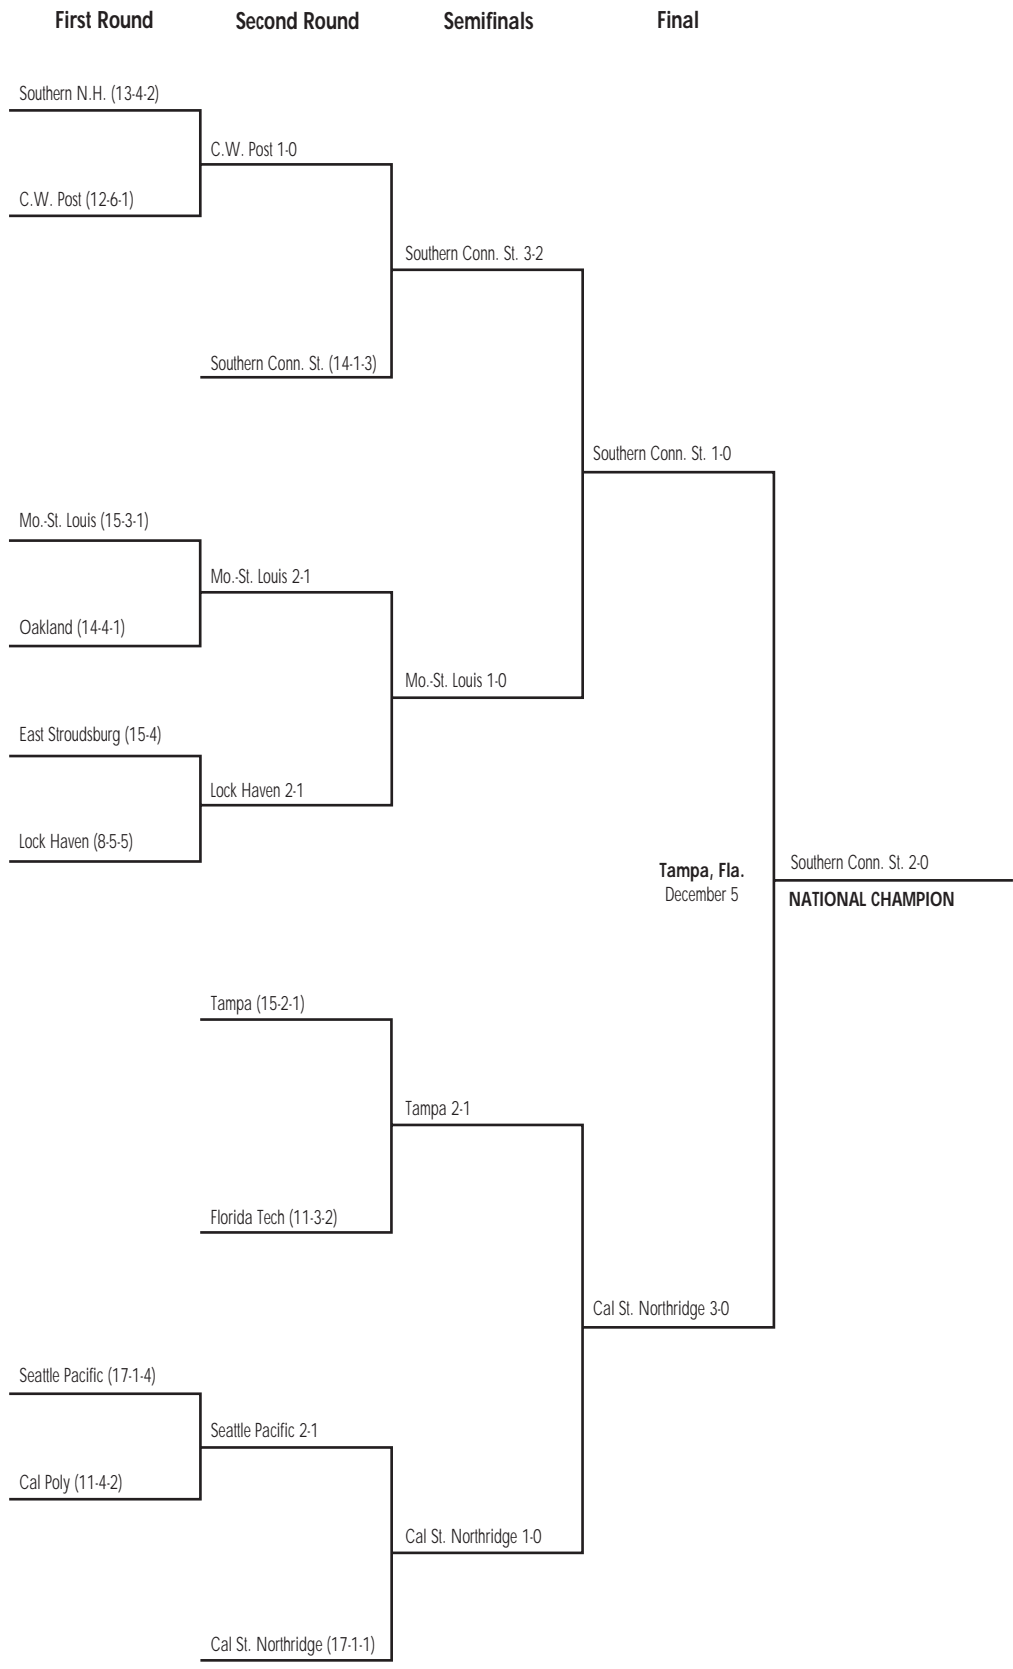 First Round Second Round Semifinals Final
Southern N.H. (13-4-2)
C.W. Post 1-0
C.W. Post (12-6-1)
Southern Conn. St. 3-2
Southern Conn. St. (14-1-3)
Southern Conn. St. 1-0
Mo.-St. Louis (15-3-1)
Mo.-St. Louis 2-1
Oakland (14-4-1)
Mo.-St. Louis 1-0
East Stroudsburg (15-4)
Lock Haven 2-1
Lock Haven (8-5-5)
Tampa, Fla.
December 5
Southern Conn. St. 2-0
NATIONAL CHAMPION
Tampa (15-2-1)
Tampa 2-1
Florida Tech (11-3-2)
Cal St. Northridge 3-0
Seattle Pacific (17-1-4)
Seattle Pacific 2-1
Cal Poly (11-4-2)
Cal St. Northridge 1-0
Cal St. Northridge (17-1-1)